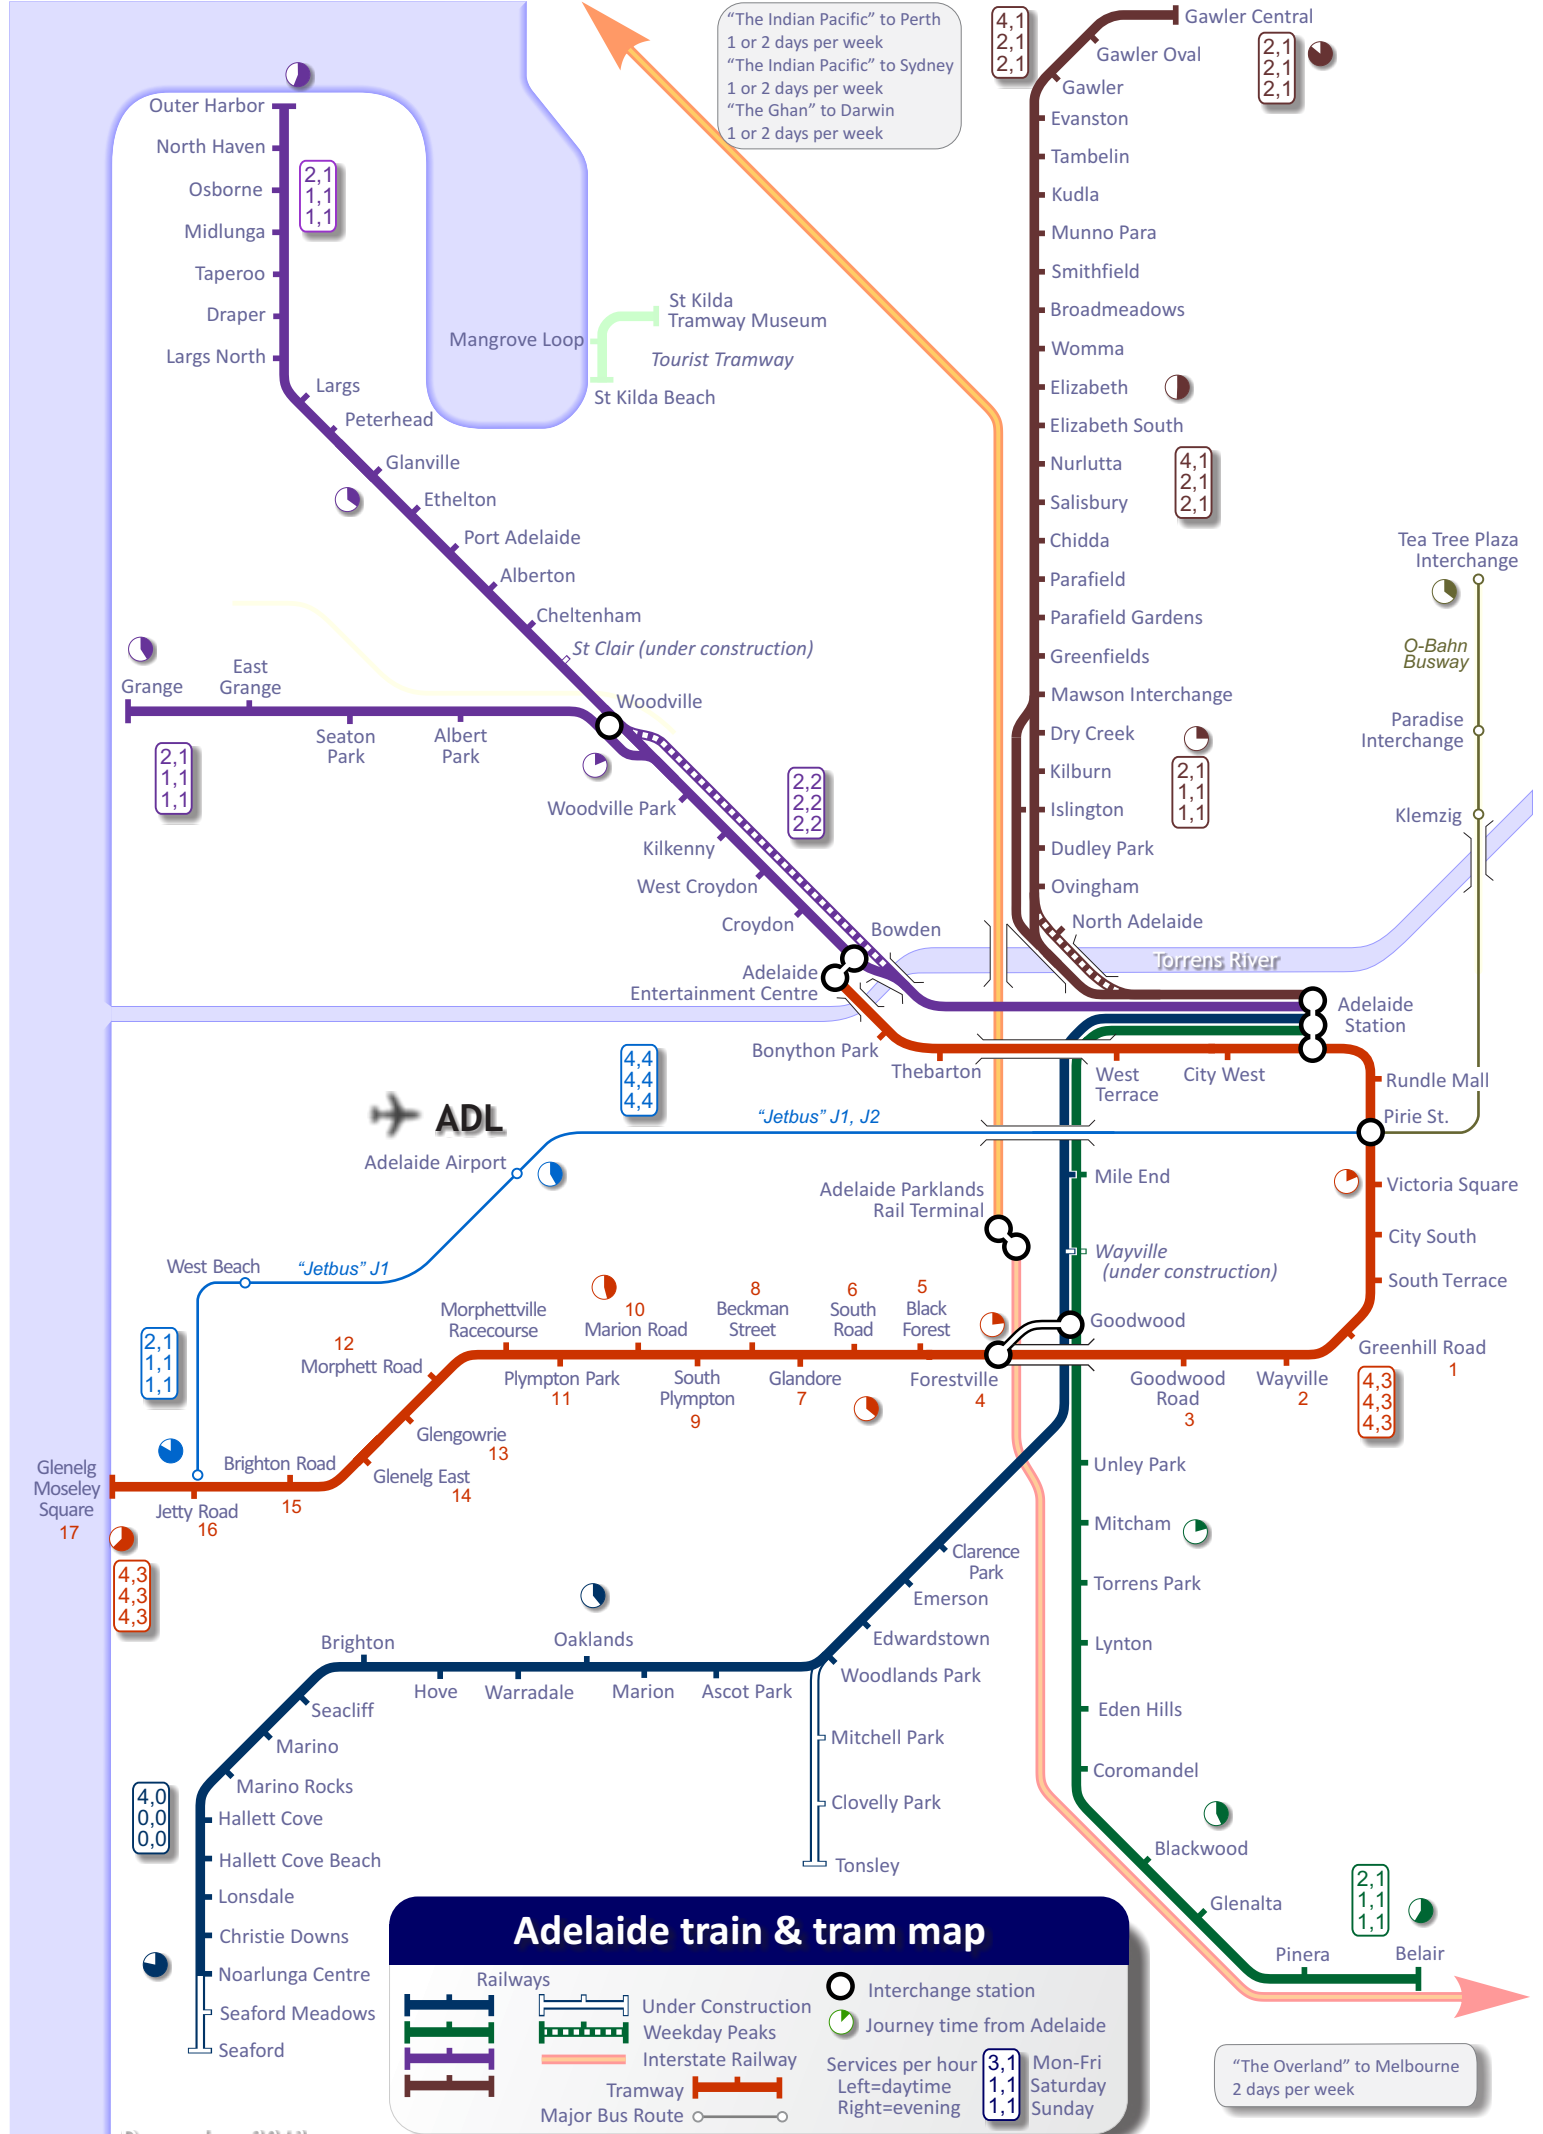 "The Indian Pacific" to Perth
1 or 2 days per week
"The Indian Pacific" to Sydney
1 or 2 days per week
"The Ghan" to Darwin
1 or 2 days per week
4,1
2,1
2,1
Gawler Central
Gawler Oval
2,1
2,1
2,1
Gawler
Evanston
Tambelin
Kudla
Munno Para
Smithfield
Broadmeadows
Womma
Elizabeth
Elizabeth South
Nurlutta
4,1
2,1
2,1
Salisbury
Chidda
Parafield
Parafield Gardens
Greenfields
Mawson Interchange
Dry Creek
Kilburn
2,1
1,1
1,1
Islington
Dudley Park
Ovingham
North Adelaide
Outer Harbor
North Haven
Osborne
2,1
1,1
1,1
Midlunga
Taperoo
Draper
Largs North
Largs
Peterhead
Glanville
Ethelton
Port Adelaide
Alberton
Cheltenham
St Clair (under construction)
Woodville
St Kilda
Tramway Museum
Mangrove Loop
Tourist Tramway
St Kilda Beach
Grange
East
Grange
Seaton
Park
Albert
Park
2,1
1,1
1,1
2,2
2,2
2,2
Woodville Park
Kilkenny
West Croydon
Croydon
Bowden
Adelaide
Entertainment Centre
Bonython Park
Thebarton
West
Terrace
City West
Torrens River
Adelaide
Station
Tea Tree Plaza
Interchange
O-Bahn
Busway
Paradise
Interchange
Klemzig
Rundle Mall
Pirie St.
Victoria Square
City South
South Terrace
Greenhill Road
1
4,3
4,3
4,3
4,4
4,4
4,4
ADL
"Jetbus" J1, J2
Adelaide Airport
West Beach
"Jetbus" J1
2,1
1,1
1,1
Adelaide Parklands
Rail Terminal
Mile End
Wayville
(under construction)
Goodwood
Morphettville
Racecourse
10
Marion Road
8
Beckman
Street
6
South
Road
5
Black
Forest
12
Morphett Road
Plympton Park
11
South
Plympton
9
Glandore
7
Forestville
4
Goodwood
Road
3
Wayville
2
Glengowrie
13
Glenelg East
14
Brighton Road
15
Jetty Road
16
Glenelg
Moseley
Square
17
4,3
4,3
4,3
Unley Park
Mitcham
Torrens Park
Lynton
Eden Hills
Coromandel
Blackwood
Glenalta
Pinera
Belair
2,1
1,1
1,1
Clarence
Park
Emerson
Edwardstown
Woodlands Park
Mitchell Park
Clovelly Park
Tonsley
Brighton
Oaklands
Hove
Warradale
Marion
Ascot Park
Seacliff
Marino
Marino Rocks
4,0
0,0
0,0
Hallett Cove
Hallett Cove Beach
Lonsdale
Christie Downs
Noarlunga Centre
Seaford Meadows
Seaford
Adelaide train & tram map
Railways
Under Construction
Weekday Peaks
Interstate Railway
Tramway
Major Bus Route
Interchange station
Journey time from Adelaide
Services per hour
Left=daytime
Right=evening
3,1
1,1
1,1
Mon-Fri
Saturday
Sunday
"The Overland" to Melbourne
2 days per week